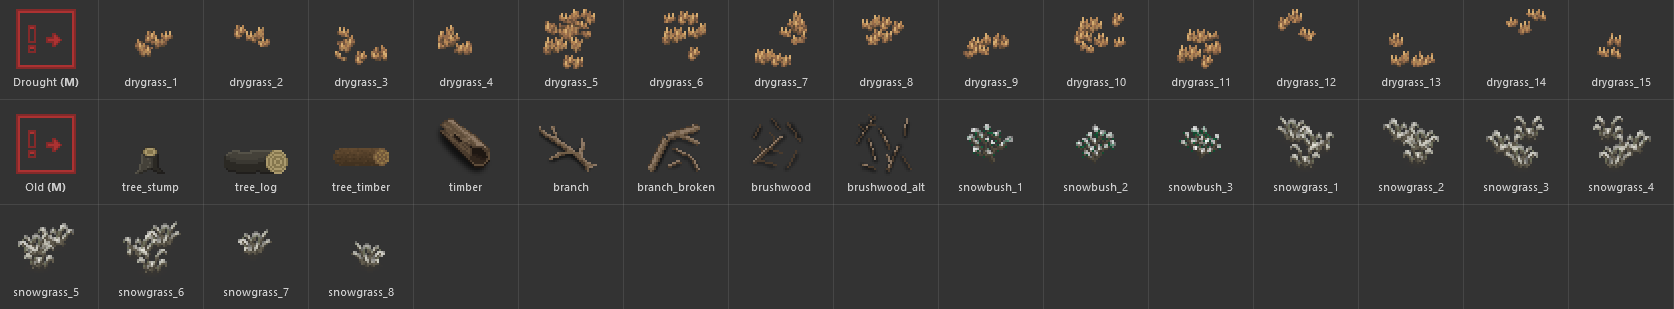 Drought (M) drygrass_1 drygrass_2 drygrass_3 drygrass_4 drygrass_5 drygrass_6 drygrass_7 drygrass_8 drygrass_9 drygrass_10 drygrass_11 drygrass_12 drygrass_13 drygrass_14 drygrass_15
Old (M) tree_stump tree_log tree_timber timber branch branch_broken brushwood brushwood_alt snowbush_1 snowbush_2 snowbush_3 snowgrass_1 snowgrass_2 snowgrass_3 snowgrass_4
snowgrass_5 snowgrass_6 snowgrass_7 snowgrass_8